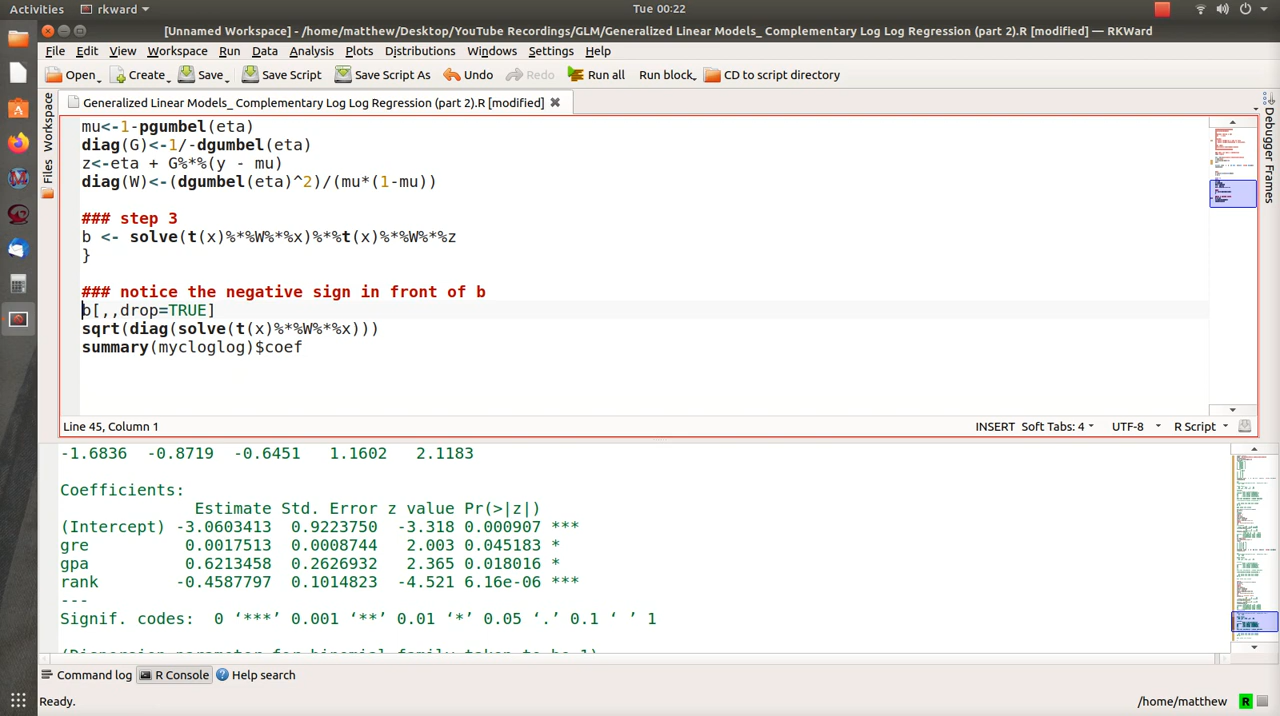 Activities rkward Tue 00:22
[Unnamed Workspace] - /home/matthew/Desktop/YouTube Recordings/GLM/Generalized Linear Models_ Complementary Log Log Regression (part 2).R [modified] — RKWard
File Edit View Workspace Run Data Analysis Plots Distributions Windows Settings Help
Open Create Save Save Script Save Script As Undo Redo Run all Run block CD to script directory
Generalized Linear Models_ Complementary Log Log Regression (part 2).R [modified]
Workspace
Files
Debugger Frames
mu<-1-pgumbel(eta)
diag(G)<-1/-dgumbel(eta)
z<-eta + G%*%(y - mu)
diag(W)<-(dgumbel(eta)^2)/(mu*(1-mu))
### step 3
b <- solve(t(x)%*%W%*%x)%*%t(x)%*%W%*%z
}
### notice the negative sign in front of b
b[,,drop=TRUE]
sqrt(diag(solve(t(x)%*%W%*%x)))
summary(mycloglog)$coef
Line 45, Column 1 INSERT Soft Tabs: 4 UTF-8 R Script
-1.6836 -0.8719 -0.6451 1.1602 2.1183
Coefficients:
Estimate Std. Error z value Pr(>|z|)
(Intercept) -3.0603413 0.9223750 -3.318 0.000907 ***
gre 0.0017513 0.0008744 2.003 0.045183 *
gpa 0.6213458 0.2626932 2.365 0.018016 *
rank -0.4587797 0.1014823 -4.521 6.16e-06 ***
---
Signif. codes: 0 ‘***’ 0.001 ‘**’ 0.01 ‘*’ 0.05 ‘.’ 0.1 ‘ ’ 1
(Dispersion parameter for binomial family taken to be 1)
Command log R Console Help search
Ready. /home/matthew R